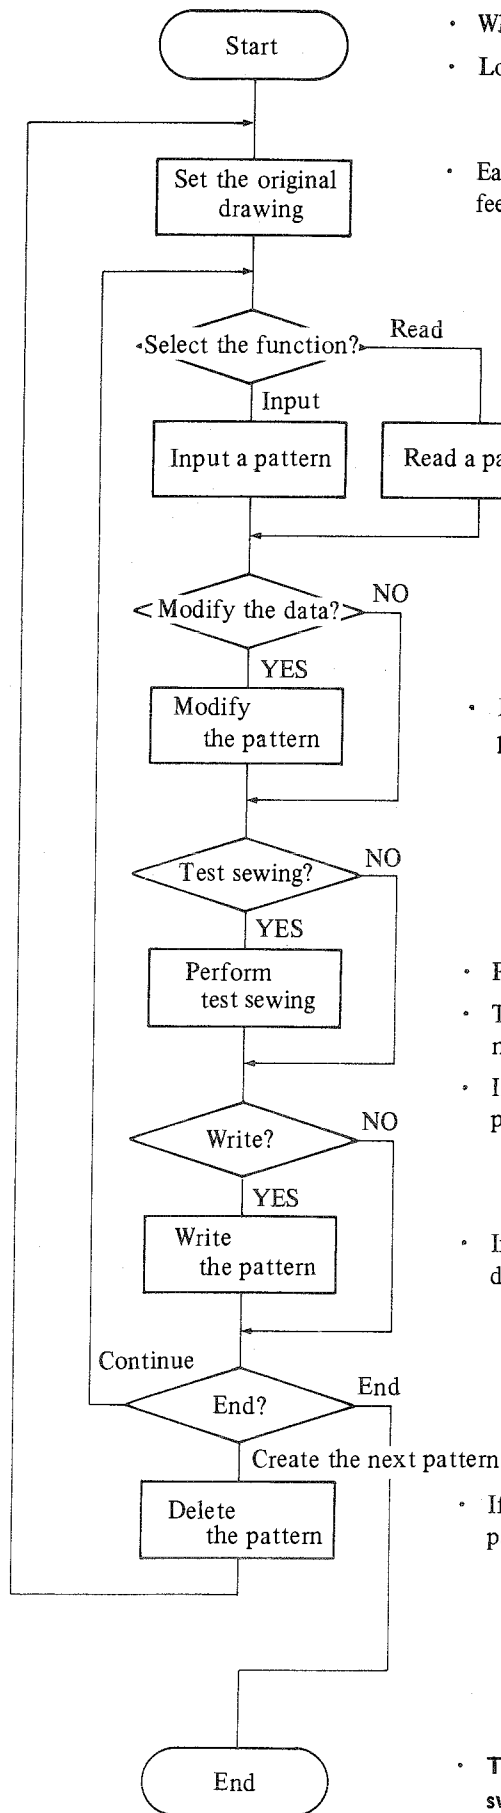 Start
Set the original
drawing
Select the function?
Read
Input
Input a pattern
Read a
Modify the data?
NO
YES
Modify
the pattern
Test sewing?
NO
YES
Perform
test sewing
Write?
NO
YES
Write
the pattern
Continue
End?
End
Create the next pattern
Delete
the pattern
If
End